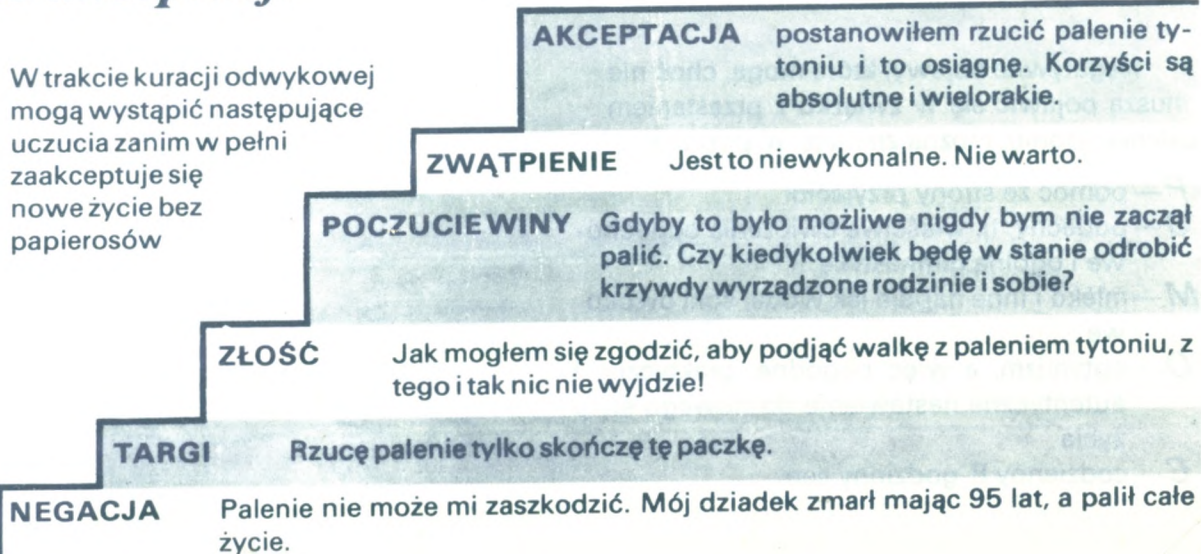 W trakcie kuracji odwykowej
mogą wystąpić następujące
uczucia zanim w pełni
zaakceptuje się
nowe życie bez
papierosów
AKCEPTACJA postanowiłem rzucić palenie ty-
toniu i to osiągnę. Korzyści są
absolutne i wielorakie.
ZWĄTPIENIE Jest to niewykonalne. Nie warto.
POCZUCIE WINY Gdyby to było możliwe nigdy bym nie zaczął
palić. Czy kiedykolwiek będę w stanie odrobić
krzywdy wyrządzone rodzinie i sobie?
ZŁOŚĆ Jak mogłem się zgodzić, aby podjąć walkę z paleniem tytoniu, z
tego i tak nic nie wyjdzie!
TARGI Rzucę palenie tylko skończę tę paczkę.
NEGACJA Palenie nie może mi zaszkodzić. Mój dziadek zmarł mając 95 lat, a palił całe
życie.